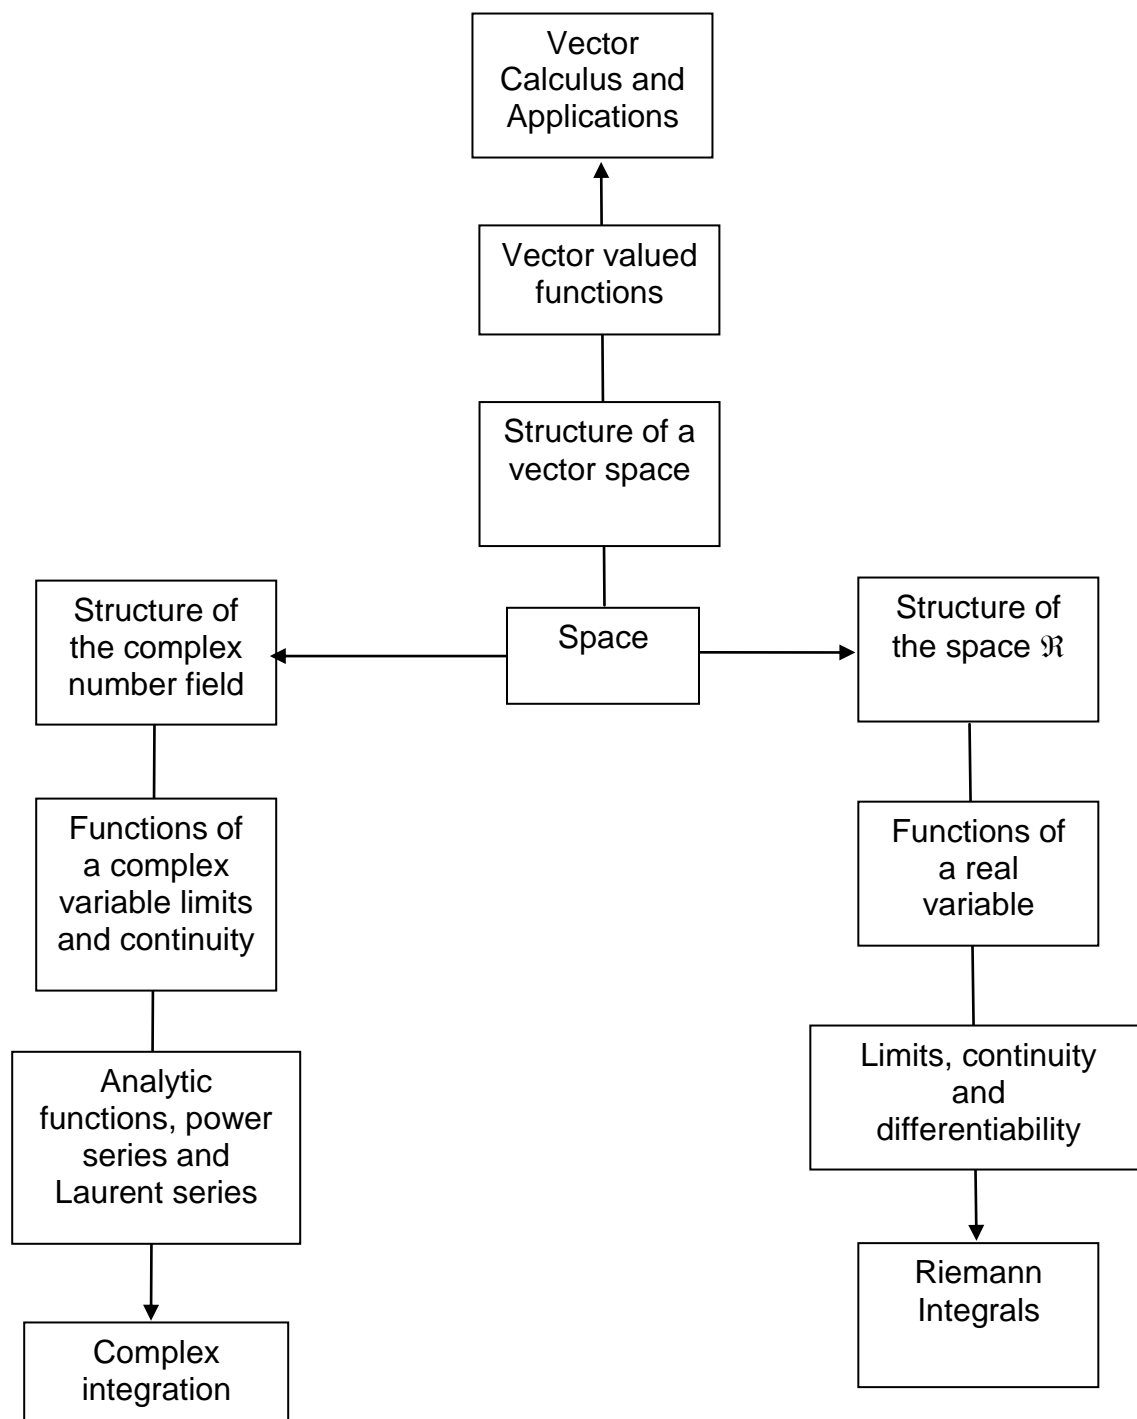 Vector
Calculus and
Applications
Vector valued
functions
Structure of a
vector space
Space
Structure of
the complex
number field
Structure of
the space ℜ
Functions of
a complex
variable limits
and continuity
Functions of
a real
variable
Analytic
functions, power
series and
Laurent series
Limits, continuity
and
differentiability
Complex
integration
Riemann
Integrals